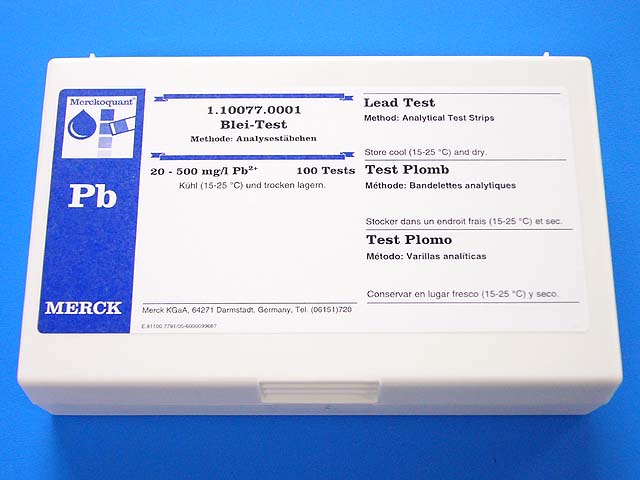 Merckoquant®
Pb
MERCK
1.10077.0001
Blei-Test
Methode: Analysestäbchen
20 - 500 mg/l Pb²⁺ 100 Tests
Kühl (15-25 °C) und trocken lagern.
Merck KGaA, 64271 Darmstadt, Germany, Tel. (06151)720
Lead Test
Method: Analytical Test Strips
Store cool (15-25 °C) and dry.
Test Plomb
Méthode: Bandelettes analytiques
Stocker dans un endroit frais (15-25 °C) et sec.
Test Plomo
Método: Varillas analíticas
Conservar en lugar fresco (15-25 °C) y seco.